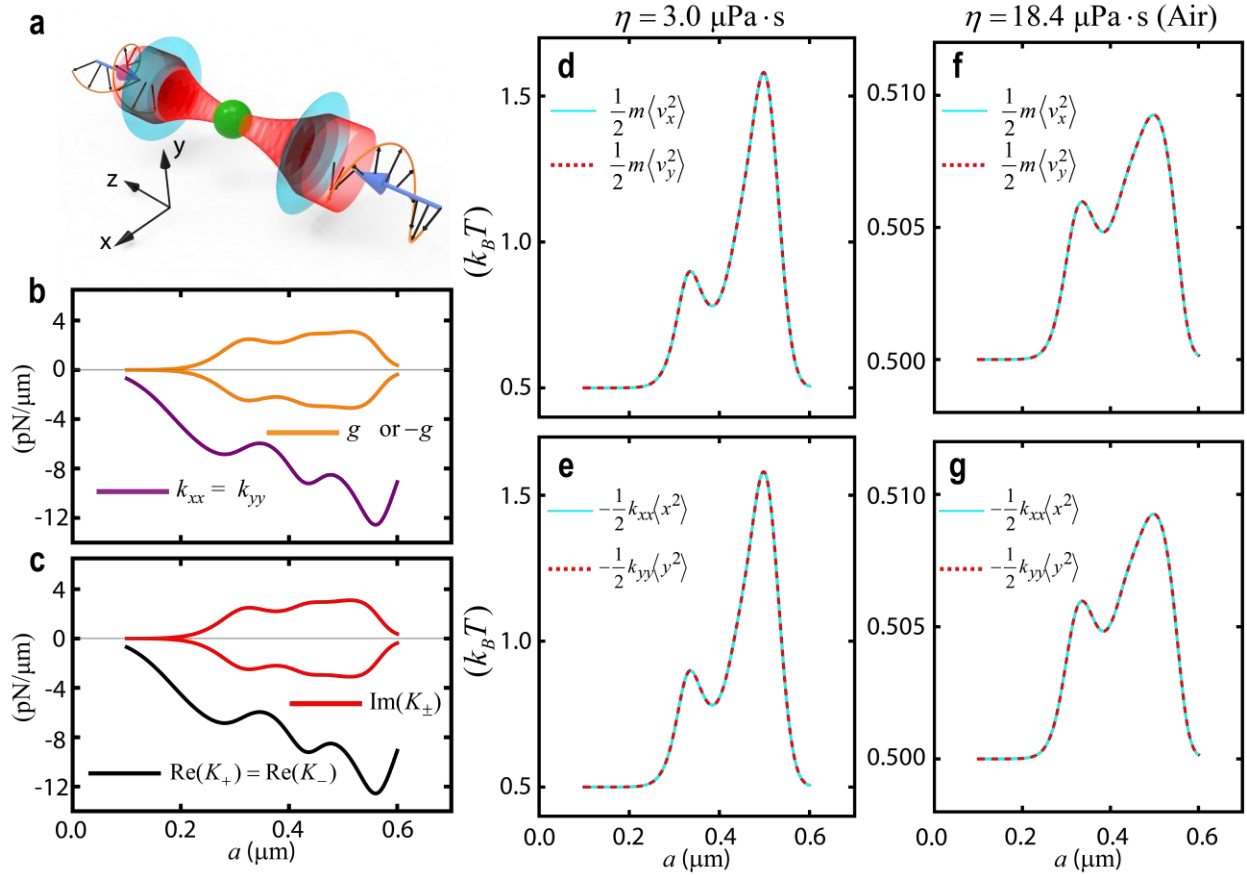 η = 3.0 μPa·s
η = 18.4 μPa·s (Air)
a
y
z
x
b
4
0
-4
-8
-12
(pN/μm)
g or −g
k_xx = k_yy
c
4
0
-4
-8
-12
(pN/μm)
Im(K_±)
Re(K_+) = Re(K_−)
0.0 0.2 0.4 0.6
a (μm)
d
1.5
1.0
0.5
(k_B T)
1/2 m⟨v_x^2⟩
1/2 m⟨v_y^2⟩
e
1.5
1.0
0.5
(k_B T)
−1/2 k_xx⟨x^2⟩
−1/2 k_yy⟨y^2⟩
0.0 0.2 0.4 0.6
a (μm)
f
0.510
0.505
0.500
1/2 m⟨v_x^2⟩
1/2 m⟨v_y^2⟩
g
0.510
0.505
0.500
−1/2 k_xx⟨x^2⟩
−1/2 k_yy⟨y^2⟩
0.0 0.2 0.4 0.6
a (μm)